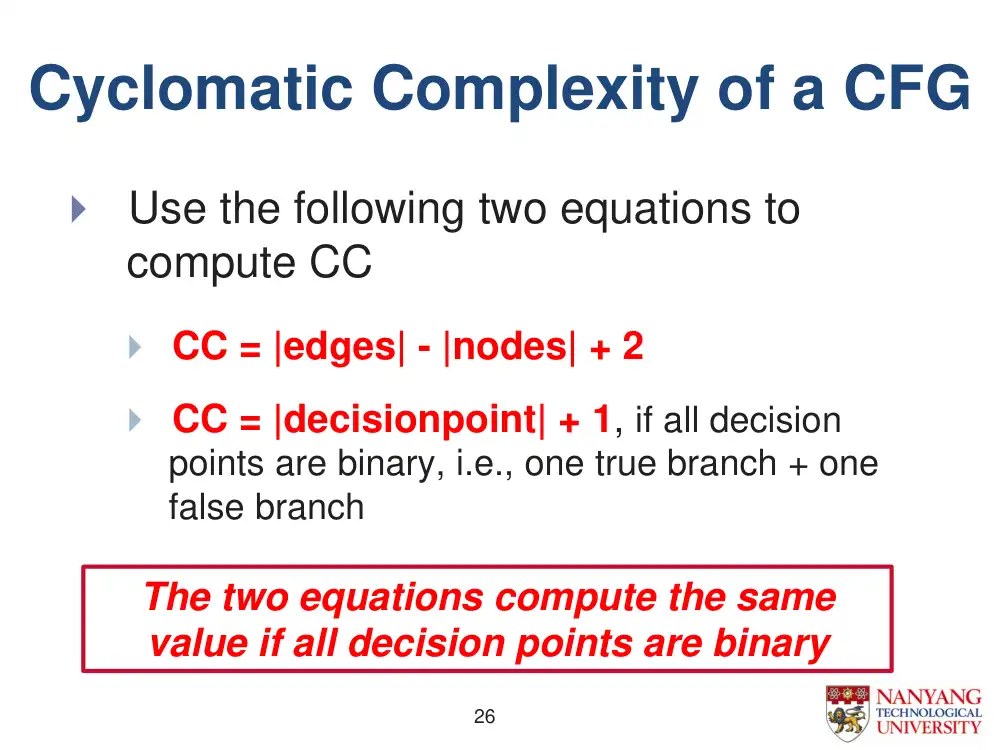 Cyclomatic Complexity of a CFG
Use the following two equations to
compute CC
CC = |edges| - |nodes| + 2
CC = |decisionpoint| + 1, if all decision
points are binary, i.e., one true branch + one
false branch
The two equations compute the same
value if all decision points are binary
26
NANYANG
TECHNOLOGICAL
UNIVERSITY